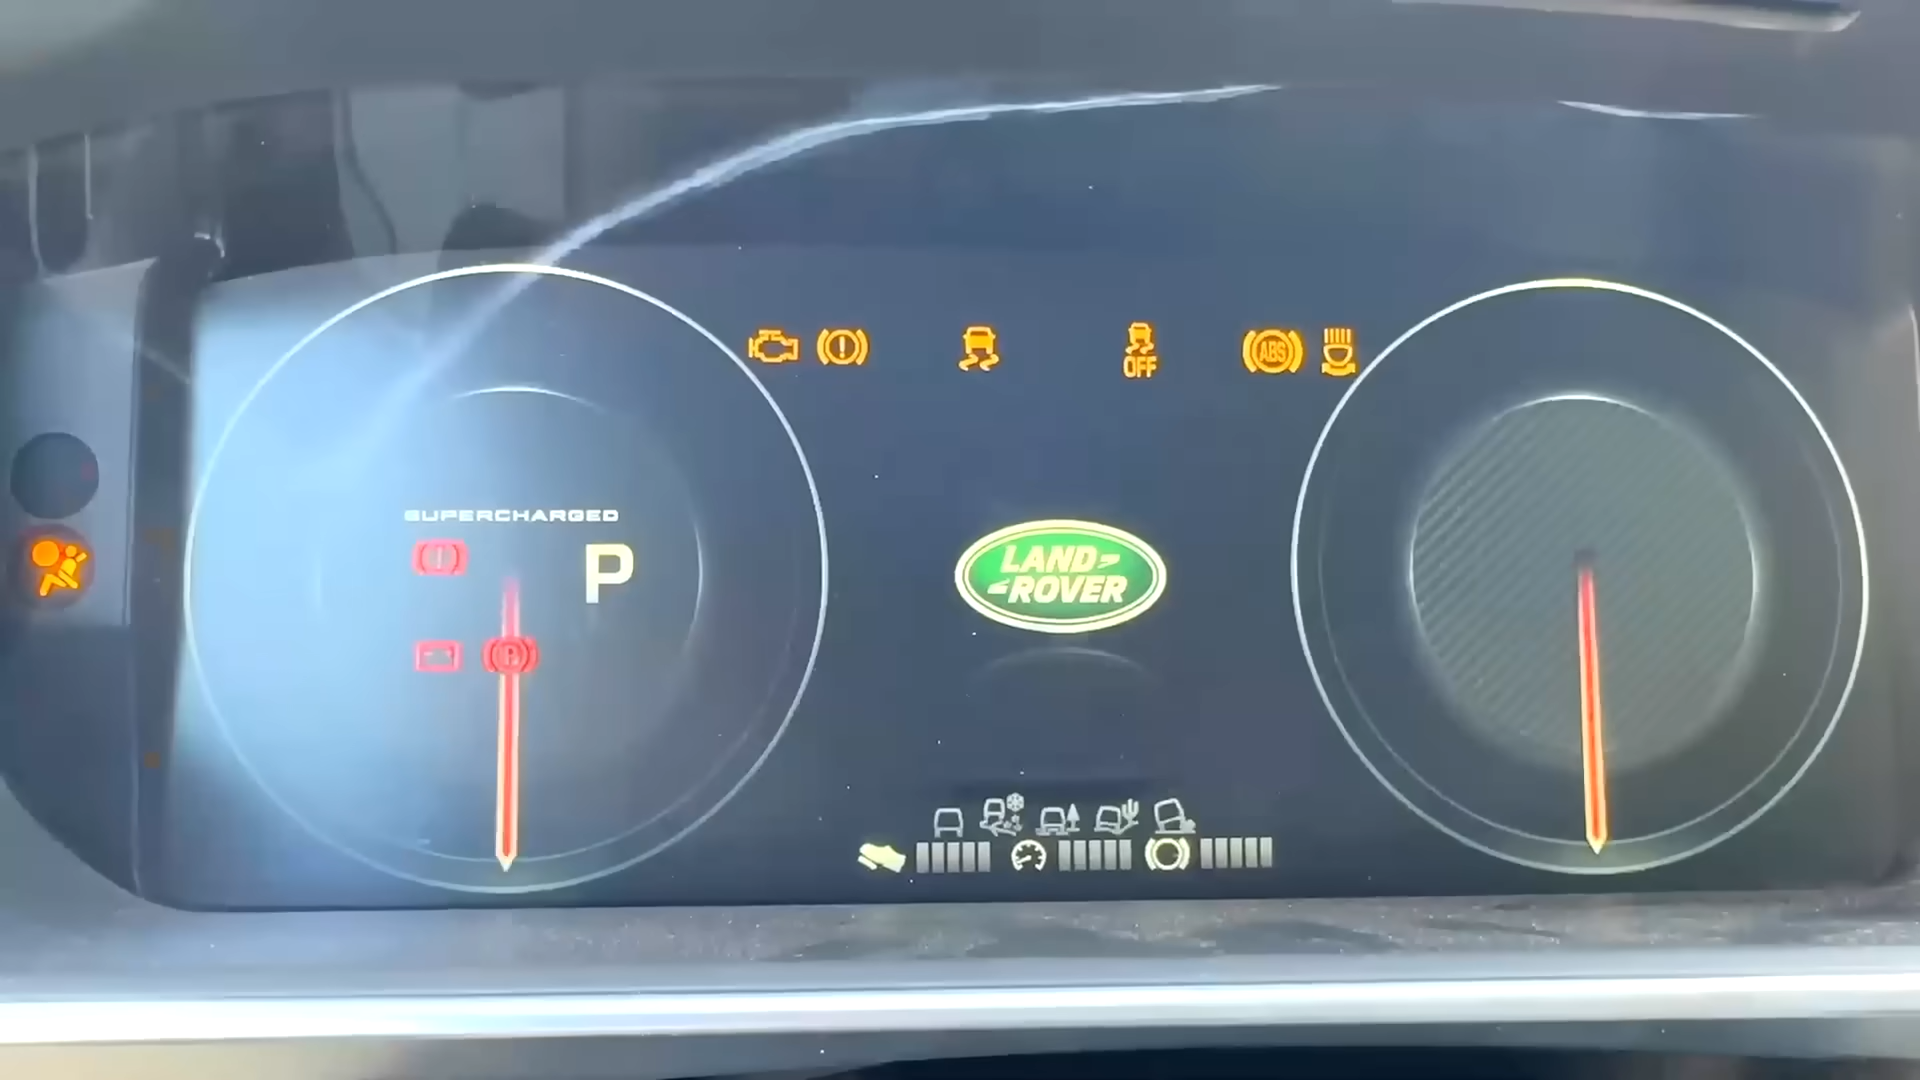 OFF
ABS
SUPERCHARGED
P
LAND
ROVER
P